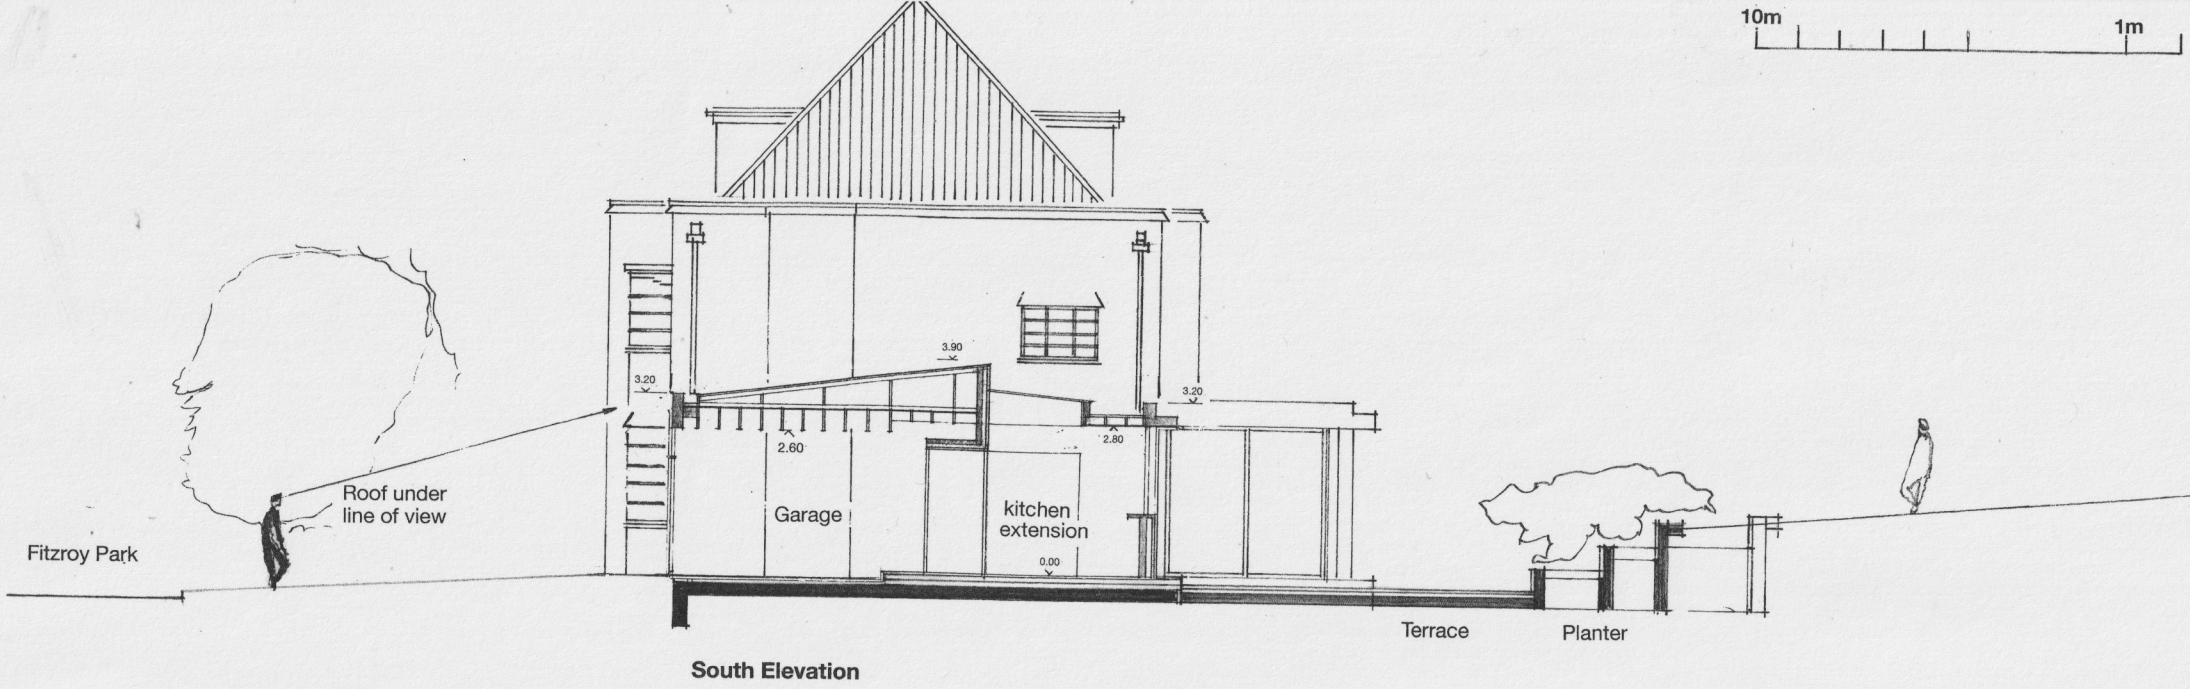 10m
1m
3.90
3.20
3.20
2.60
2.80
Roof under
line of view
Garage
kitchen
extension
Fitzroy Park
0.00
Terrace
Planter
South Elevation